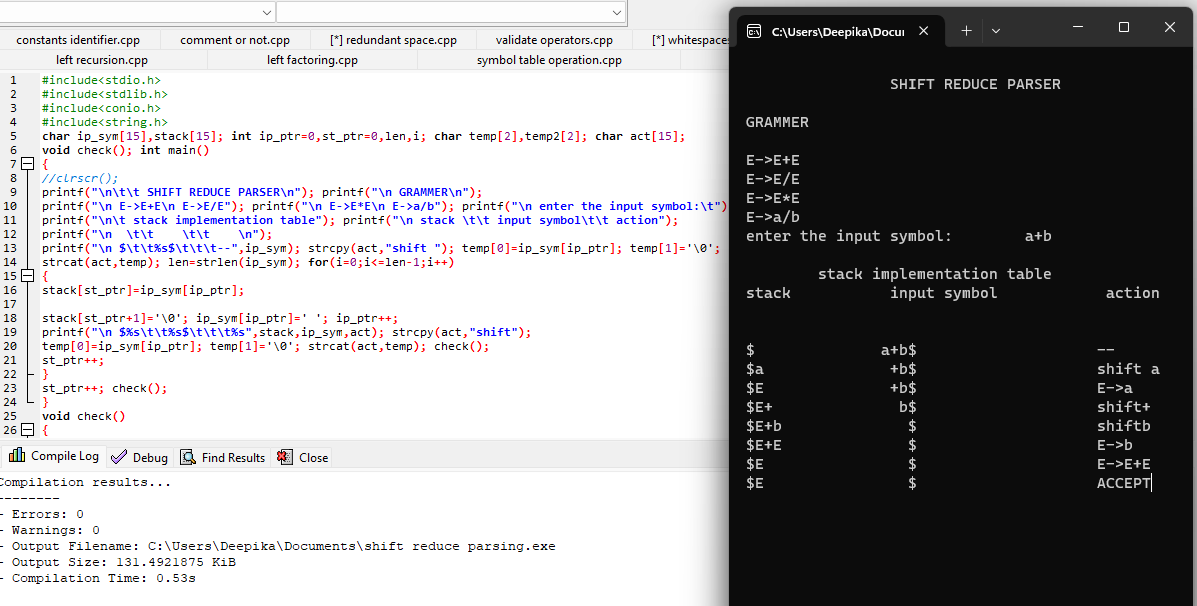 constants identifier.cpp comment or not.cpp [*] redundant space.cpp validate operators.cpp [*] whitespace
left recursion.cpp left factoring.cpp symbol table operation.cpp
1 #include<stdio.h>
2 #include<stdlib.h>
3 #include<conio.h>
4 #include<string.h>
5 char ip_sym[15],stack[15]; int ip_ptr=0,st_ptr=0,len,i; char temp[2],temp2[2]; char act[15];
6 void check(); int main()
7 {
8 //clrscr();
9 printf("\n\t\t SHIFT REDUCE PARSER\n"); printf("\n GRAMMER\n");
10 printf("\n E->E+E\n E->E/E"); printf("\n E->E*E\n E->a/b"); printf("\n enter the input symbol:\t")
11 printf("\n\t stack implementation table"); printf("\n stack \t\t input symbol\t\t action");
12 printf("\n \t\t \t\t \n");
13 printf("\n $\t\t%s$\t\t\t--",ip_sym); strcpy(act,"shift "); temp[0]=ip_sym[ip_ptr]; temp[1]='\0';
14 strcat(act,temp); len=strlen(ip_sym); for(i=0;i<=len-1;i++)
15 {
16 stack[st_ptr]=ip_sym[ip_ptr];
17
18 stack[st_ptr+1]='\0'; ip_sym[ip_ptr]=' '; ip_ptr++;
19 printf("\n $%s\t\t%s$\t\t\t%s",stack,ip_sym,act); strcpy(act,"shift");
20 temp[0]=ip_sym[ip_ptr]; temp[1]='\0'; strcat(act,temp); check();
21 st_ptr++;
22 }
23 st_ptr++; check();
24 }
25 void check()
26 {
Compile Log Debug Find Results Close
Compilation results...
--------
- Errors: 0
- Warnings: 0
- Output Filename: C:\Users\Deepika\Documents\shift reduce parsing.exe
- Output Size: 131.4921875 KiB
- Compilation Time: 0.53s
C:\Users\Deepika\Docu
SHIFT REDUCE PARSER
GRAMMER
E->E+E
E->E/E
E->E*E
E->a/b
enter the input symbol: a+b
stack implementation table
stack input symbol action
$ a+b$ --
$a +b$ shift a
$E +b$ E->a
$E+ b$ shift+
$E+b $ shiftb
$E+E $ E->b
$E $ E->E+E
$E $ ACCEPT